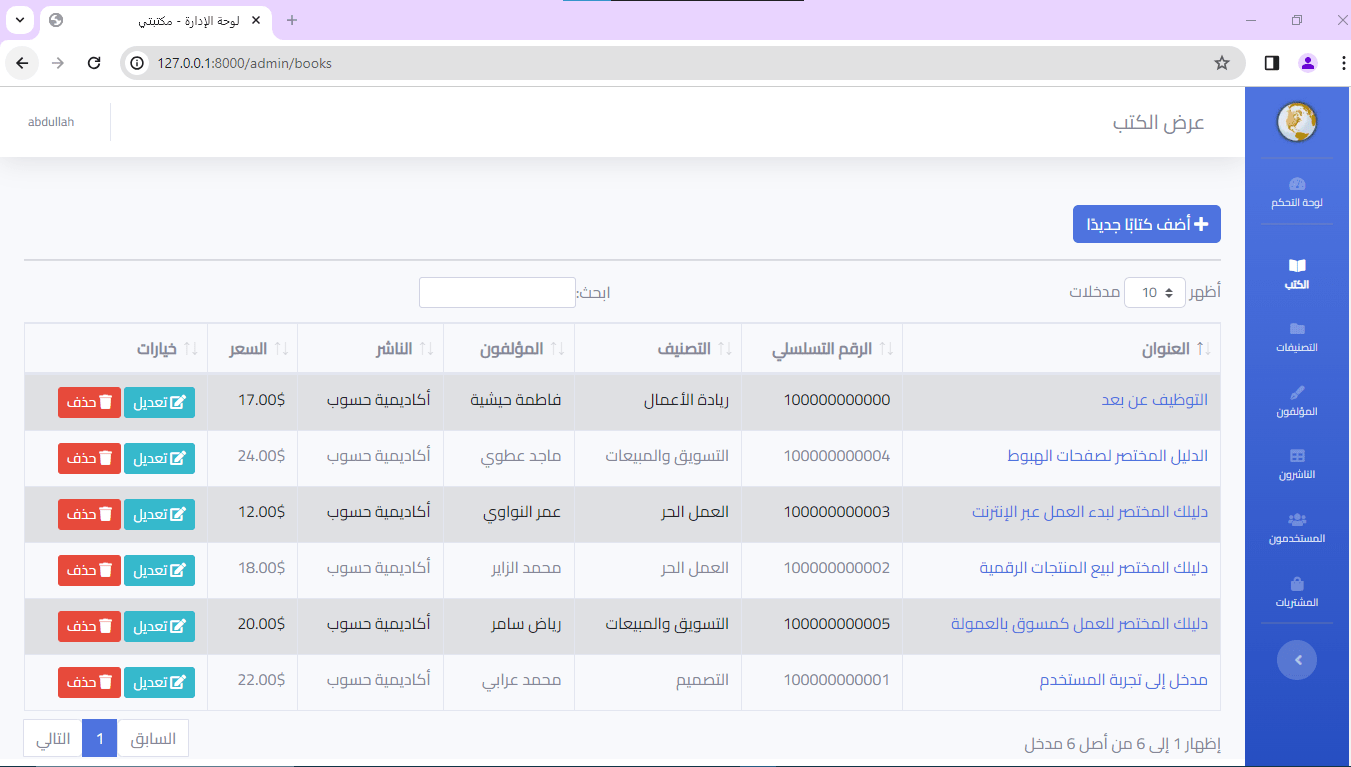 لوحة الإدارة - مكتبتي
127.0.0.1:8000/admin/books
عرض الكتب
abdullah
لوحة التحكم
الكتب
التصنيفات
المؤلفون
الناشرون
المستخدمون
المشتريات
أضف كتابًا جديدًا
أظهر 10 مدخلات
ابحث:
العنوان الرقم التسلسلي التصنيف المؤلفون الناشر السعر خيارات
التوظيف عن بعد 100000000000 ريادة الأعمال فاطمة حيشية أكاديمية حسوب 17.00$ تعديل حذف
الدليل المختصر لصفحات الهبوط 100000000004 التسويق والمبيعات ماجد عطوي أكاديمية حسوب 24.00$ تعديل حذف
دليلك المختصر لبدء العمل عبر الإنترنت 100000000003 العمل الحر عمر النواوي أكاديمية حسوب 12.00$ تعديل حذف
دليلك المختصر لبيع المنتجات الرقمية 100000000002 العمل الحر محمد الزاير أكاديمية حسوب 18.00$ تعديل حذف
دليلك المختصر للعمل كمسوق بالعمولة 100000000005 التسويق والمبيعات رياض سامر أكاديمية حسوب 20.00$ تعديل حذف
مدخل إلى تجربة المستخدم 100000000001 التصميم محمد عرابي أكاديمية حسوب 22.00$ تعديل حذف
إظهار 1 إلى 6 من أصل 6 مدخل
السابق 1 التالي